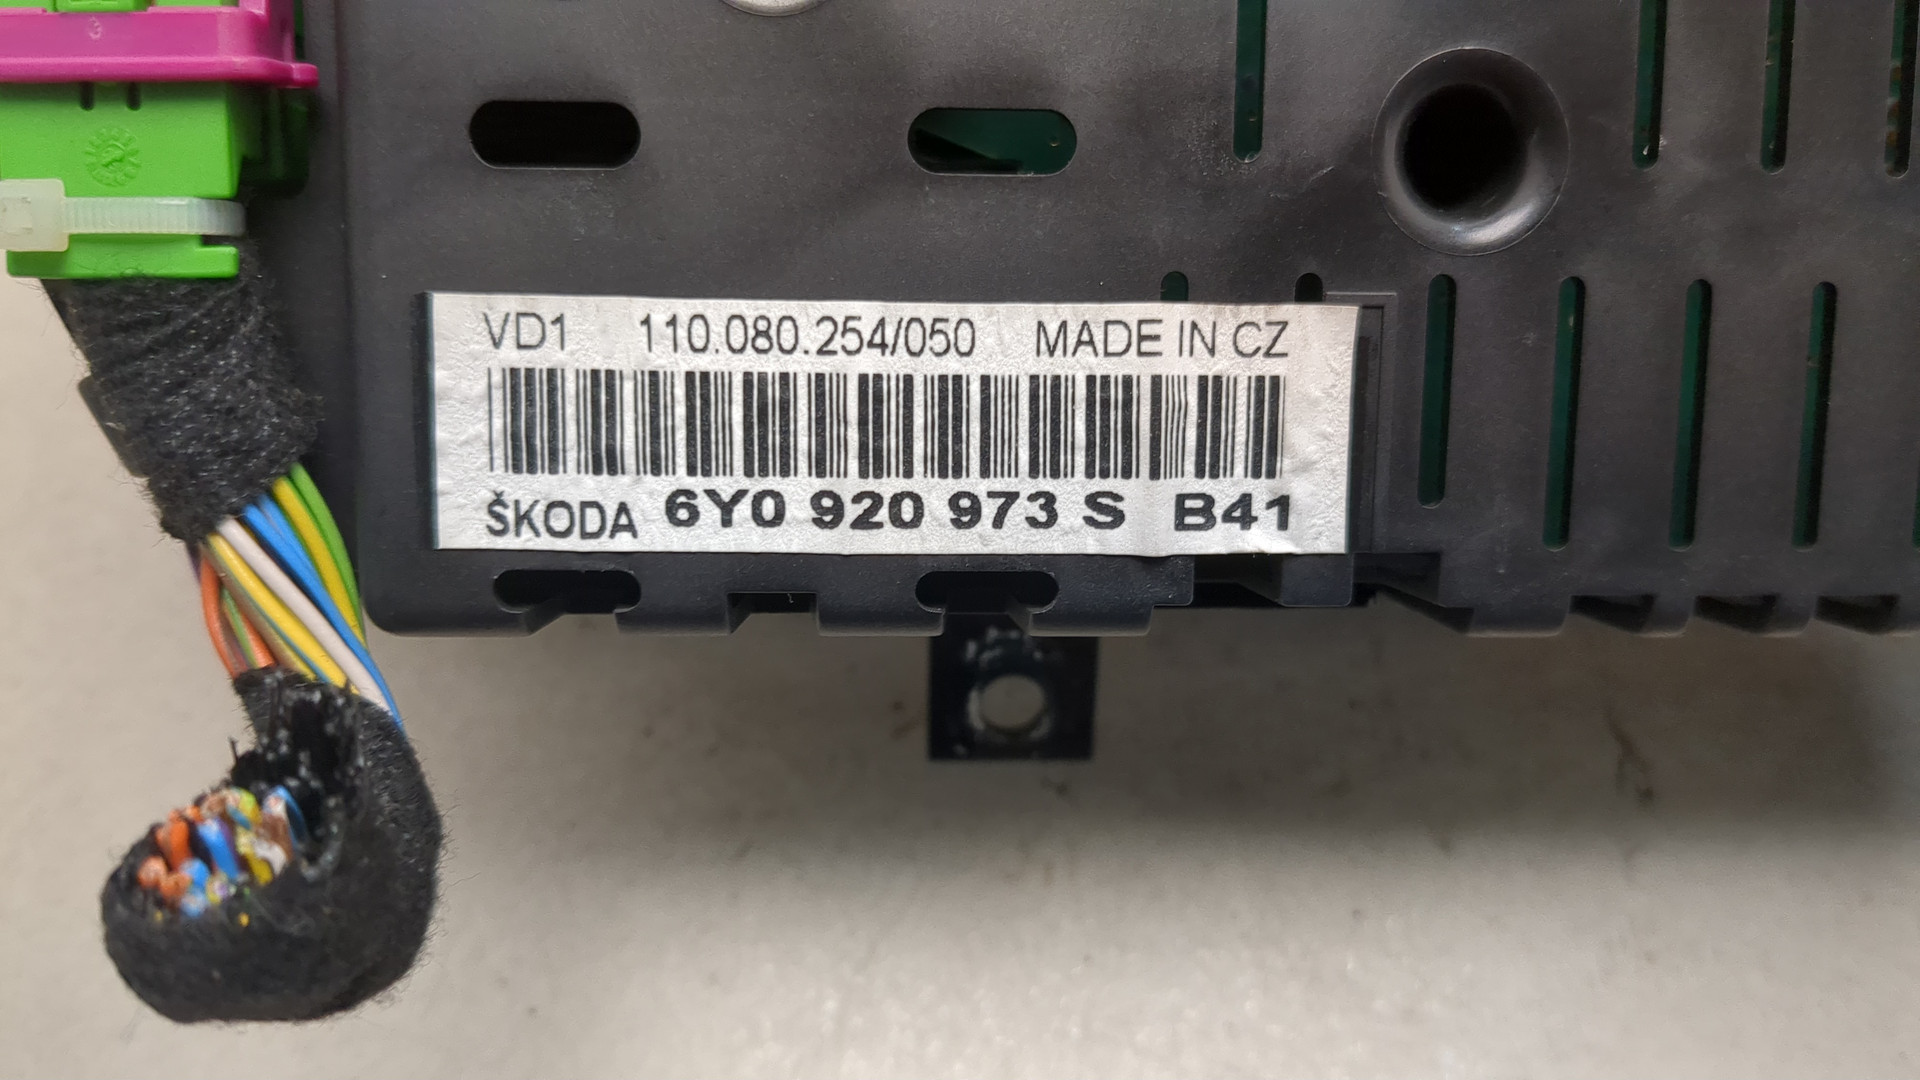 VD1 110.080.254/050 MADE IN CZ
ŠKODA 6Y0 920 973 S B41